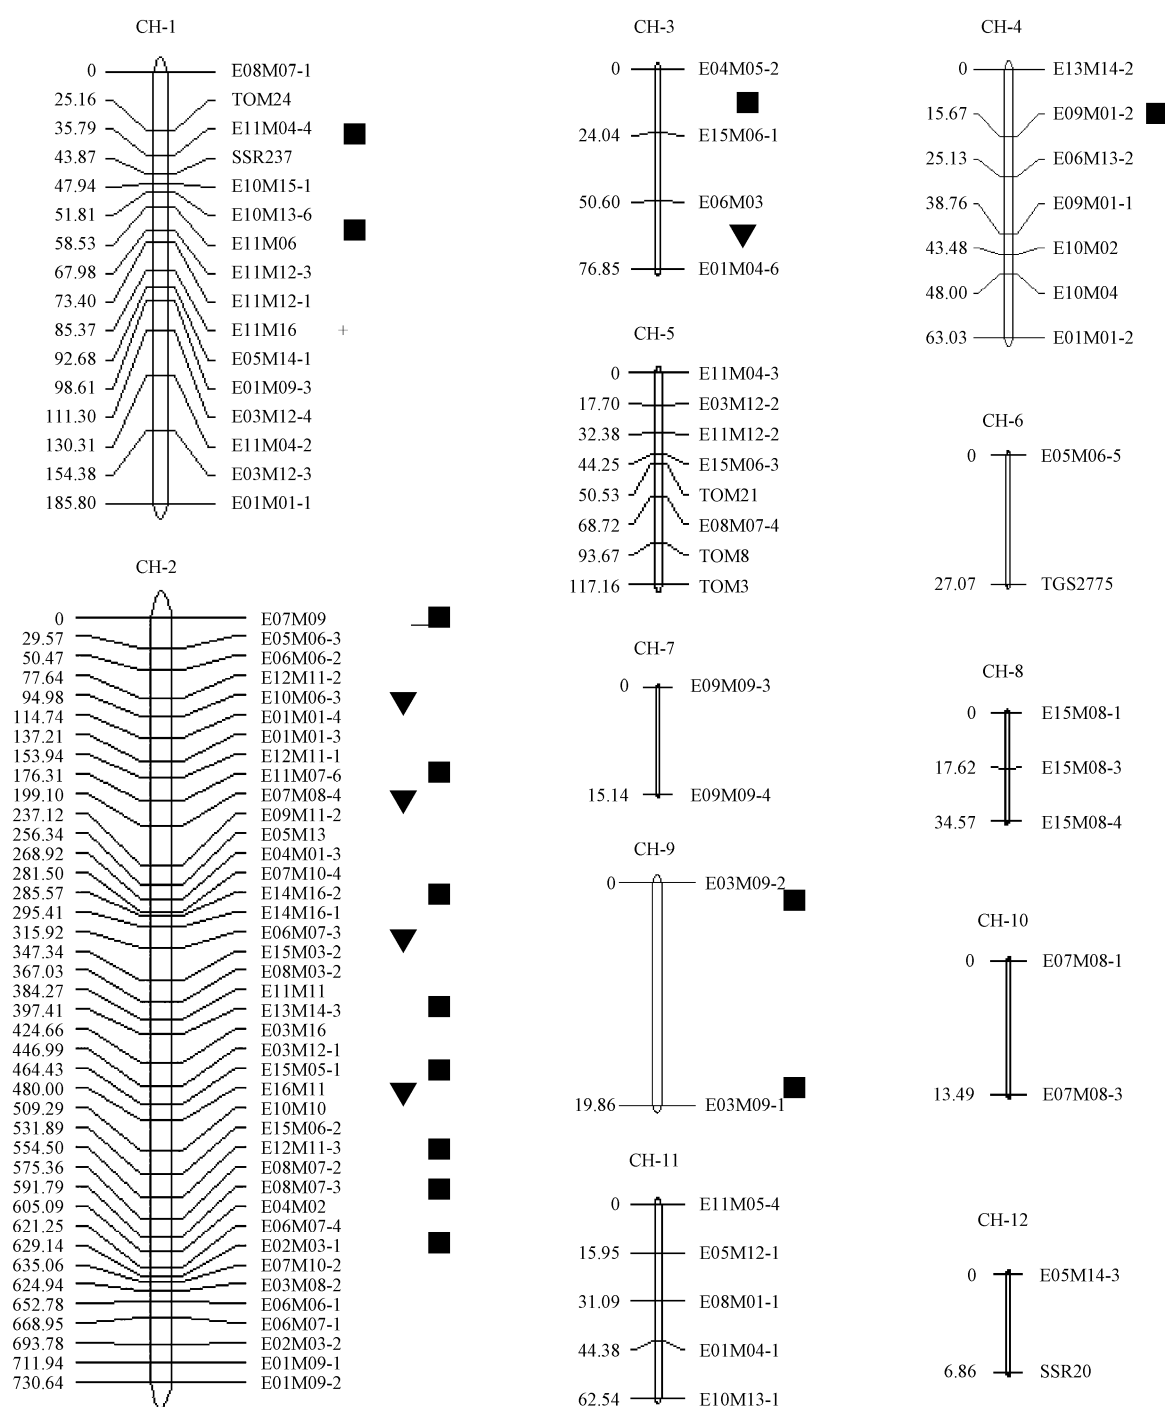 CH-1
0 E08M07-1
25.16 TOM24
35.79 E11M04-4
43.87 SSR237
47.94 E10M15-1
51.81 E10M13-6
58.53 E11M06
67.98 E11M12-3
73.40 E11M12-1
85.37 E11M16 +
92.68 E05M14-1
98.61 E01M09-3
111.30 E03M12-4
130.31 E11M04-2
154.38 E03M12-3
185.80 E01M01-1
CH-2
0 E07M09
29.57 E05M06-3
50.47 E06M06-2
77.64 E12M11-2
94.98 E10M06-3
114.74 E01M01-4
137.21 E01M01-3
153.94 E12M11-1
176.31 E11M07-6
199.10 E07M08-4
237.12 E09M11-2
256.34 E05M13
268.92 E04M01-3
281.50 E07M10-4
285.57 E14M16-2
295.41 E14M16-1
315.92 E06M07-3
347.34 E15M03-2
367.03 E08M03-2
384.27 E11M11
397.41 E13M14-3
424.66 E03M16
446.99 E03M12-1
464.43 E15M05-1
480.00 E16M11
509.29 E10M10
531.89 E15M06-2
554.50 E12M11-3
575.36 E08M07-2
591.79 E08M07-3
605.09 E04M02
621.25 E06M07-4
629.14 E02M03-1
635.06 E07M10-2
624.94 E03M08-2
652.78 E06M06-1
668.95 E06M07-1
693.78 E02M03-2
711.94 E01M09-1
730.64 E01M09-2
CH-3
0 E04M05-2
24.04 E15M06-1
50.60 E06M03
76.85 E01M04-6
CH-5
0 E11M04-3
17.70 E03M12-2
32.38 E11M12-2
44.25 E15M06-3
50.53 TOM21
68.72 E08M07-4
93.67 TOM8
117.16 TOM3
CH-7
0 E09M09-3
15.14 E09M09-4
CH-9
0 E03M09-2
19.86 E03M09-1
CH-11
0 E11M05-4
15.95 E05M12-1
31.09 E08M01-1
44.38 E01M04-1
62.54 E10M13-1
CH-4
0 E13M14-2
15.67 E09M01-2
25.13 E06M13-2
38.76 E09M01-1
43.48 E10M02
48.00 E10M04
63.03 E01M01-2
CH-6
0 E05M06-5
27.07 TGS2775
CH-8
0 E15M08-1
17.62 E15M08-3
34.57 E15M08-4
CH-10
0 E07M08-1
13.49 E07M08-3
CH-12
0 E05M14-3
6.86 SSR20